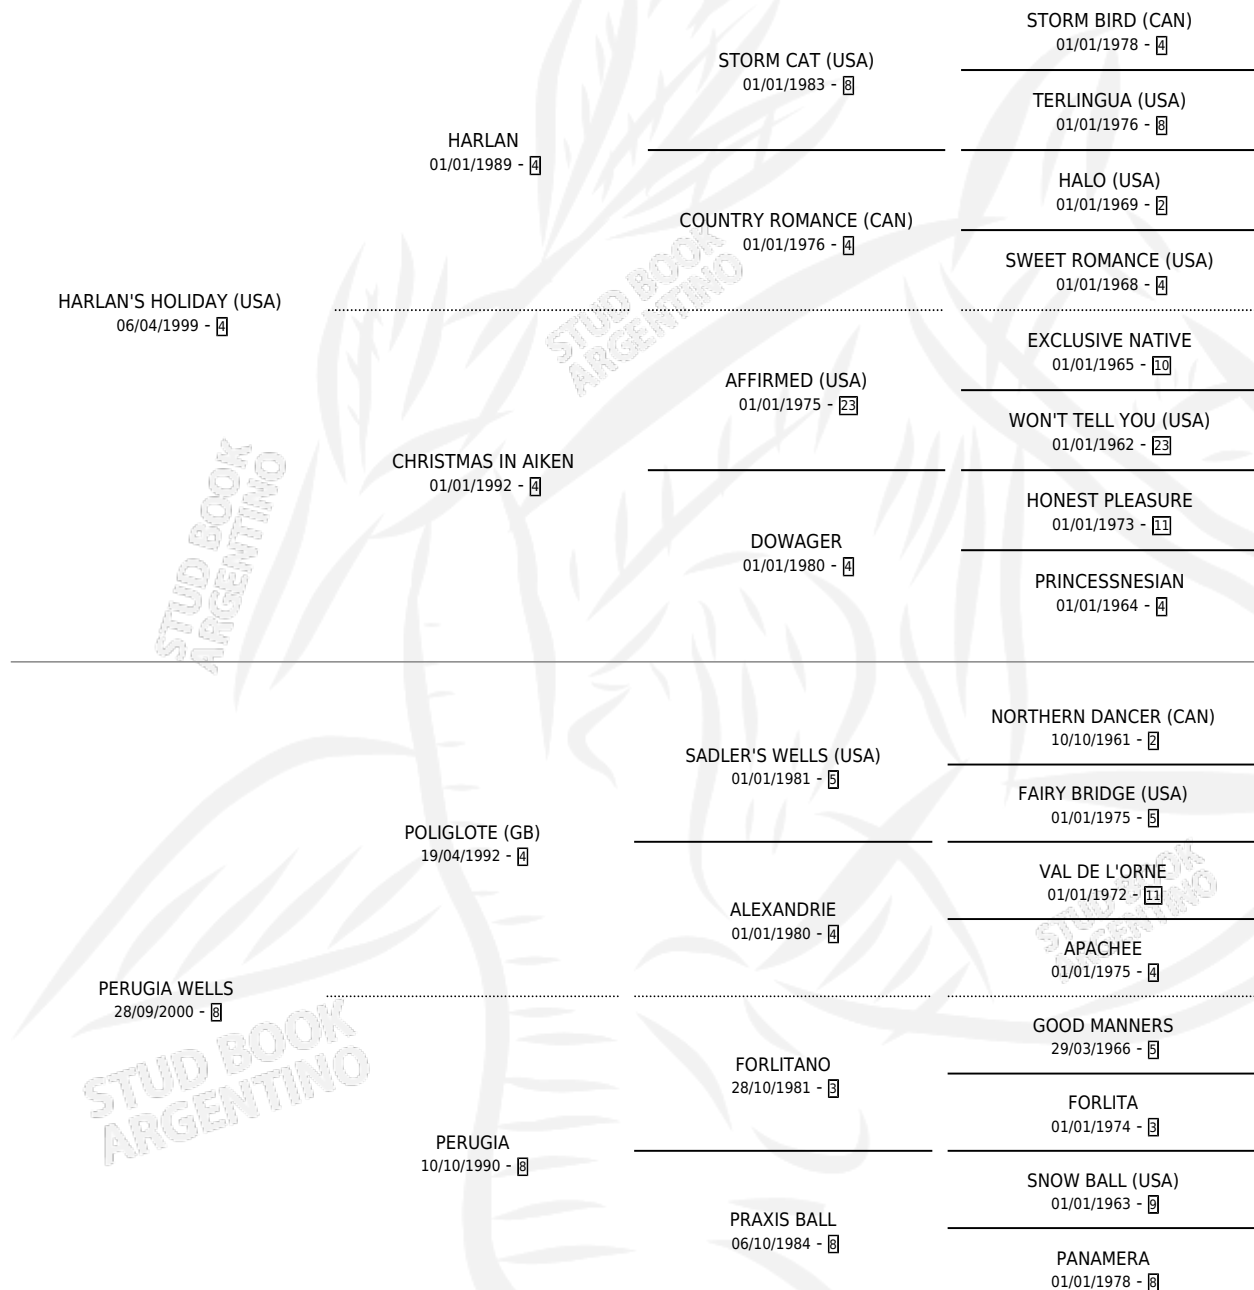 STORM BIRD (CAN)
01/01/1978 - 4
STORM CAT (USA)
01/01/1983 - 8
TERLINGUA (USA)
01/01/1976 - 8
HARLAN
01/01/1989 - 4
HALO (USA)
01/01/1969 - 2
COUNTRY ROMANCE (CAN)
01/01/1976 - 4
SWEET ROMANCE (USA)
01/01/1968 - 4
HARLAN'S HOLIDAY (USA)
06/04/1999 - 4
EXCLUSIVE NATIVE
01/01/1965 - 10
AFFIRMED (USA)
01/01/1975 - 23
WON'T TELL YOU (USA)
01/01/1962 - 23
CHRISTMAS IN AIKEN
01/01/1992 - 4
HONEST PLEASURE
01/01/1973 - 11
DOWAGER
01/01/1980 - 4
PRINCESSNESIAN
01/01/1964 - 4
NORTHERN DANCER (CAN)
10/10/1961 - 2
SADLER'S WELLS (USA)
01/01/1981 - 5
FAIRY BRIDGE (USA)
01/01/1975 - 5
POLIGLOTE (GB)
19/04/1992 - 4
VAL DE L'ORNE
01/01/1972 - 11
ALEXANDRIE
01/01/1980 - 4
APACHEE
01/01/1975 - 4
PERUGIA WELLS
28/09/2000 - 8
GOOD MANNERS
29/03/1966 - 5
FORLITANO
28/10/1981 - 3
FORLITA
01/01/1974 - 3
PERUGIA
10/10/1990 - 8
SNOW BALL (USA)
01/01/1963 - 9
PRAXIS BALL
06/10/1984 - 8
PANAMERA
01/01/1978 - 8
STUD BOOK
ARGENTINO
STUD BOOK
ARGENTINO
STUD BOOK
ARGENTINO
STUD BOOK
ARGENTINO